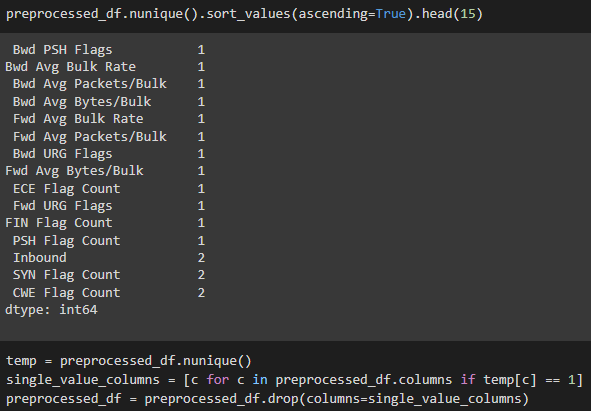 preprocessed_df.nunique().sort_values(ascending=True).head(15)
 Bwd PSH Flags           1
Bwd Avg Bulk Rate        1
 Bwd Avg Packets/Bulk    1
 Bwd Avg Bytes/Bulk      1
 Fwd Avg Bulk Rate       1
 Fwd Avg Packets/Bulk    1
 Bwd URG Flags           1
Fwd Avg Bytes/Bulk       1
 ECE Flag Count          1
 Fwd URG Flags           1
FIN Flag Count           1
 PSH Flag Count          1
 Inbound                 2
 SYN Flag Count          2
 CWE Flag Count          2
dtype: int64
temp = preprocessed_df.nunique()
single_value_columns = [c for c in preprocessed_df.columns if temp[c] == 1]
preprocessed_df = preprocessed_df.drop(columns=single_value_columns)